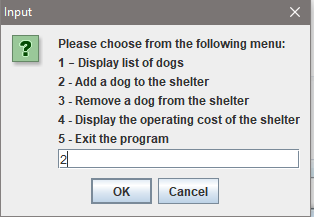 Input
Please choose from the following menu:
1 - Display list of dogs
2 - Add a dog to the shelter
3 - Remove a dog from the shelter
4 - Display the operating cost of the shelter
5 - Exit the program
2
OK
Cancel